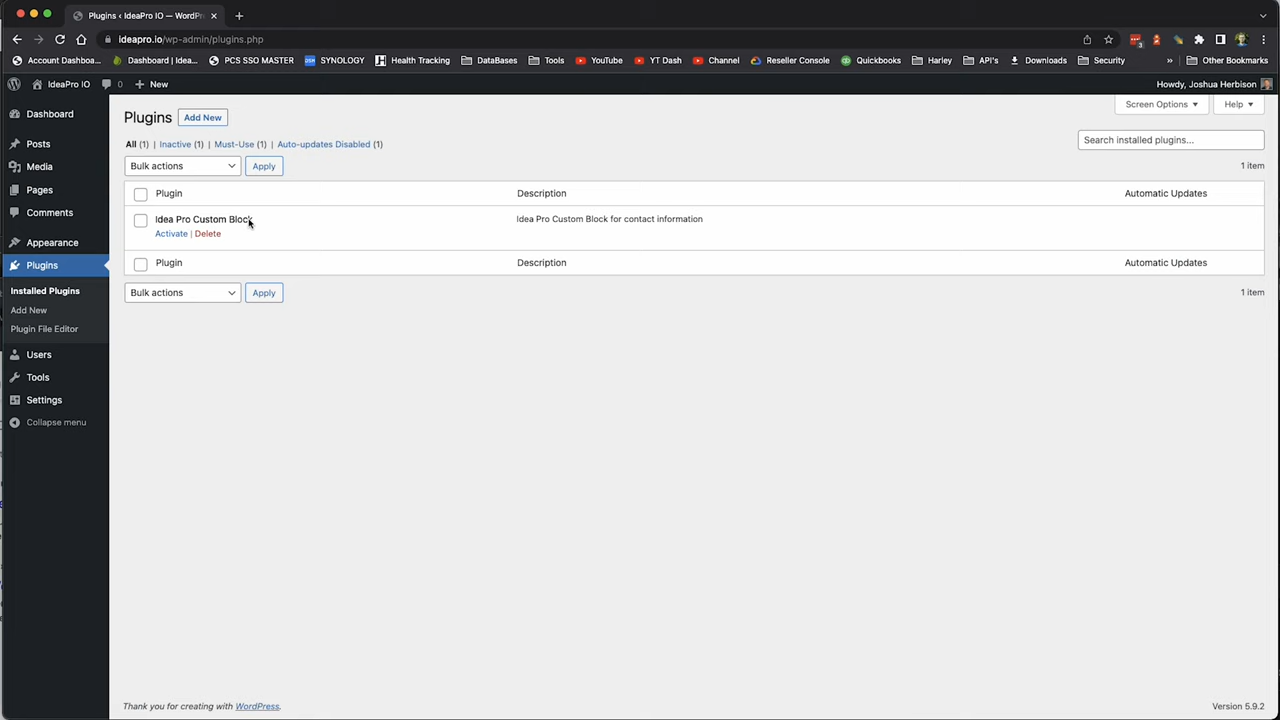 Plugins < IdeaPro IO — WordPr
ideapro.io/wp-admin/plugins.php
Account Dashbo... Dashboard | Idea... PCS SSO MASTER DSM SYNOLOGY Health Tracking DataBases Tools YouTube YT Dash Channel Reseller Console Quickbooks Harley API's Downloads Security » Other Bookmarks
IdeaPro IO 0 + New Howdy, Joshua Herbison
Screen Options ▼ Help ▼
Dashboard
Posts
Media
Pages
Comments
Appearance
Plugins
Installed Plugins
Add New
Plugin File Editor
Users
Tools
Settings
Collapse menu
Plugins Add New
All (1) | Inactive (1) | Must-Use (1) | Auto-updates Disabled (1)
Search installed plugins...
Bulk actions Apply 1 item
Plugin Description Automatic Updates
Idea Pro Custom Block Idea Pro Custom Block for contact information
Activate | Delete
Plugin Description Automatic Updates
Bulk actions Apply 1 item
Thank you for creating with WordPress. Version 5.9.2